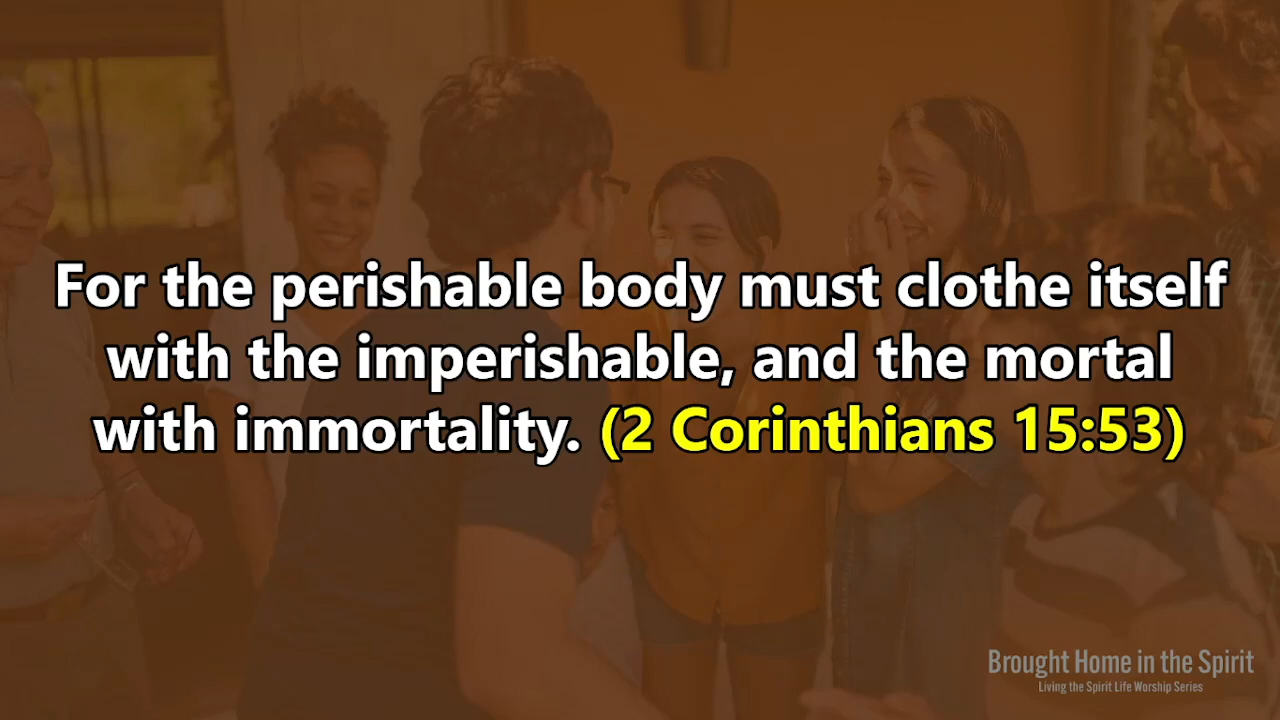 For the perishable body must clothe itself
with the imperishable, and the mortal
with immortality. (2 Corinthians 15:53)
Brought Home in the Spirit
Living the Spirit Life Worship Series